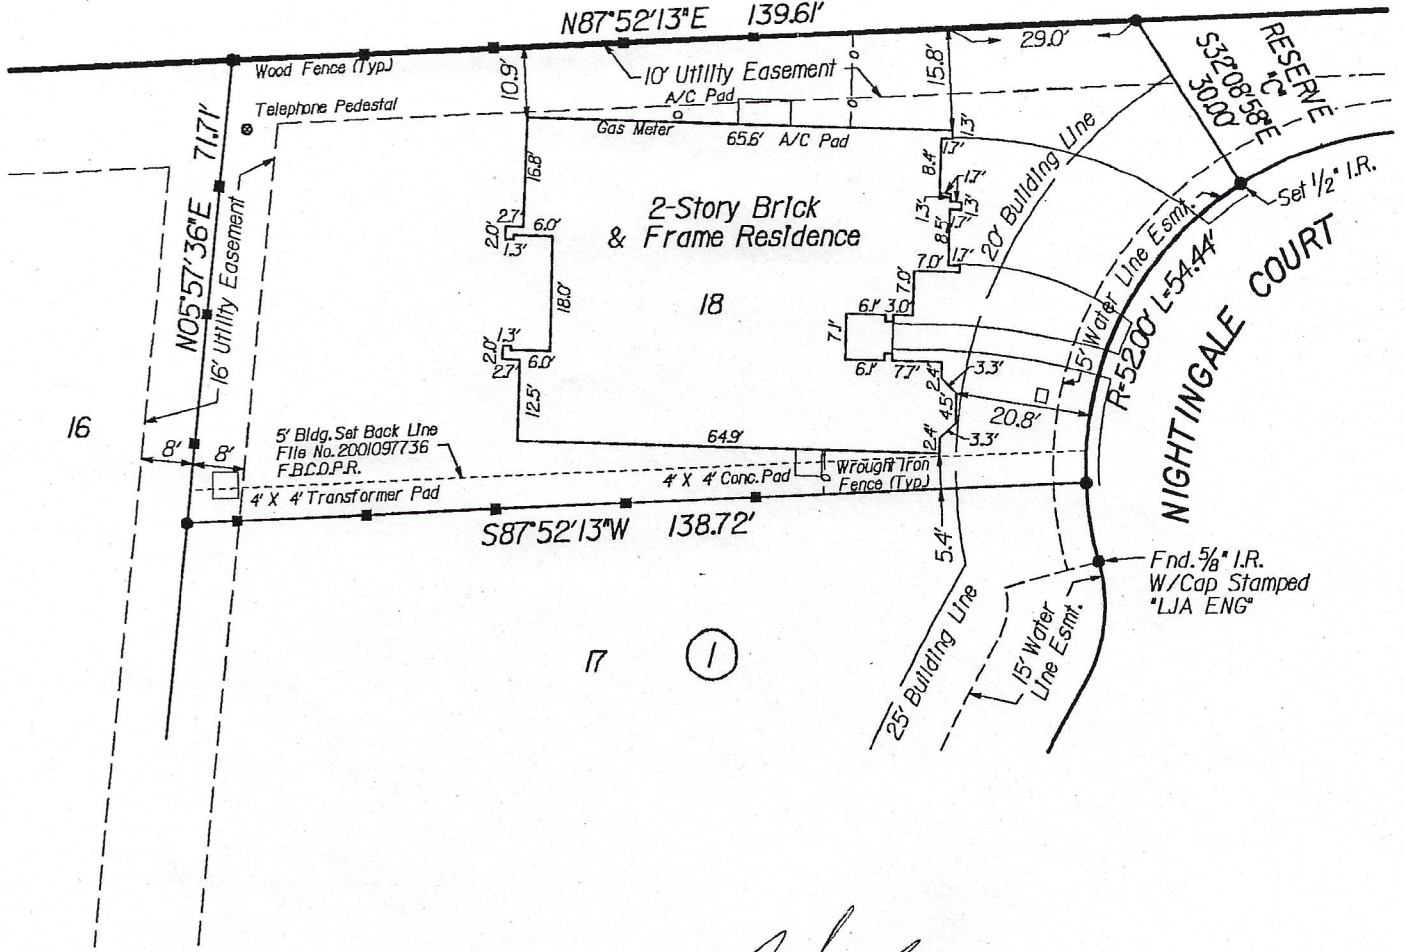 N87°52'13"E 139.61'
29.0'
Wood Fence (Typ.)
10' Utility Easement
A/C Pad
10.9'
15.8'
RESERVE
"C"
S32°08'58"E
30.00'
Telephone Pedestal
Gas Meter
65.6' A/C Pad
1.3'
1.7'
N05°57'36"E 71.71'
16' Utility Easement
16.8'
8.4'
1.7'
1.3'
1.3'
1.7'
8.5'
1.7'
20' Building Line
Set 1/2" I.R.
2-Story Brick
& Frame Residence
18
2.7'
2.0'
6.0'
1.3'
18.0'
1.3'
2.0'
6.0'
2.7'
12.5'
7.0'
7.0'
6.1' 3.0'
7.1'
6.1'
7.7'
2.4'
3.3'
4.5'
3.3'
2.4'
20.8'
5' Water Line Esmt.
R=52.00' L=54.44'
NIGHTINGALE COURT
16
8'
8'
5' Bldg. Set Back Line
File No. 2001097736
F.B.C.O.P.R.
64.9'
4' X 4' Transformer Pad
4' X 4' Conc. Pad
Wrought Iron
Fence (Typ.)
S87°52'13"W 138.72'
5.4'
Fnd. 5/8" I.R.
W/Cap Stamped
"LJA ENG"
17
1
25' Building Line
15' Water
Line Esmt.